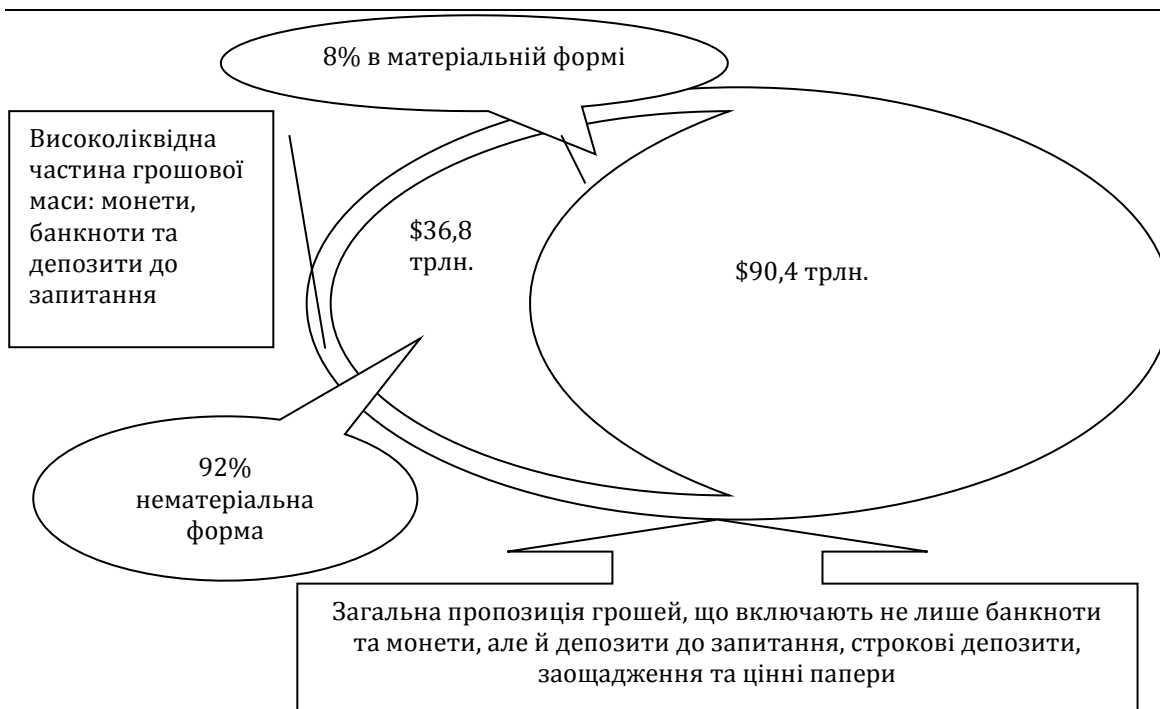 8% в матеріальній формі
Високоліквідна
частина грошової
маси: монети,
банкноти та
депозити до
запитання
$36,8
трлн.
$90,4 трлн.
92%
нематеріальна
форма
Загальна пропозиція грошей, що включають не лише банкноти
та монети, але й депозити до запитання, строкові депозити,
заощадження та цінні папери